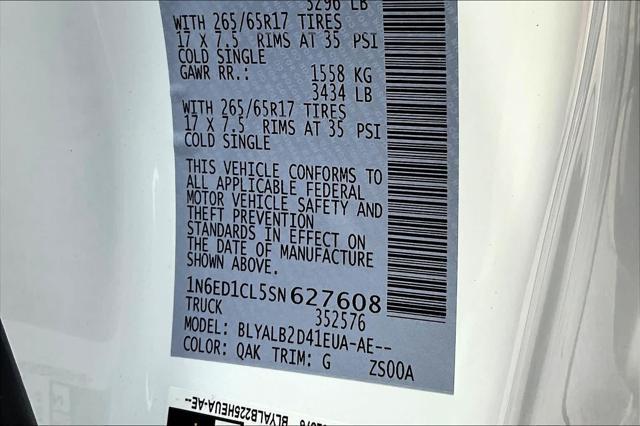 3296 LB
WITH 265/65R17 TIRES
17 X 7.5 RIMS AT 35 PSI
COLD SINGLE
GAWR RR.: 1558 KG
3434 LB
WITH 265/65R17 TIRES
17 X 7.5 RIMS AT 35 PSI
COLD SINGLE
THIS VEHICLE CONFORMS TO
ALL APPLICABLE FEDERAL
MOTOR VEHICLE SAFETY AND
THEFT PREVENTION
STANDARDS IN EFFECT ON
THE DATE OF MANUFACTURE
SHOWN ABOVE.
1N6ED1CL5SN627608
TRUCK 352576
MODEL: BLYALB2D41EUA-AE--
COLOR: QAK TRIM: G ZS00A